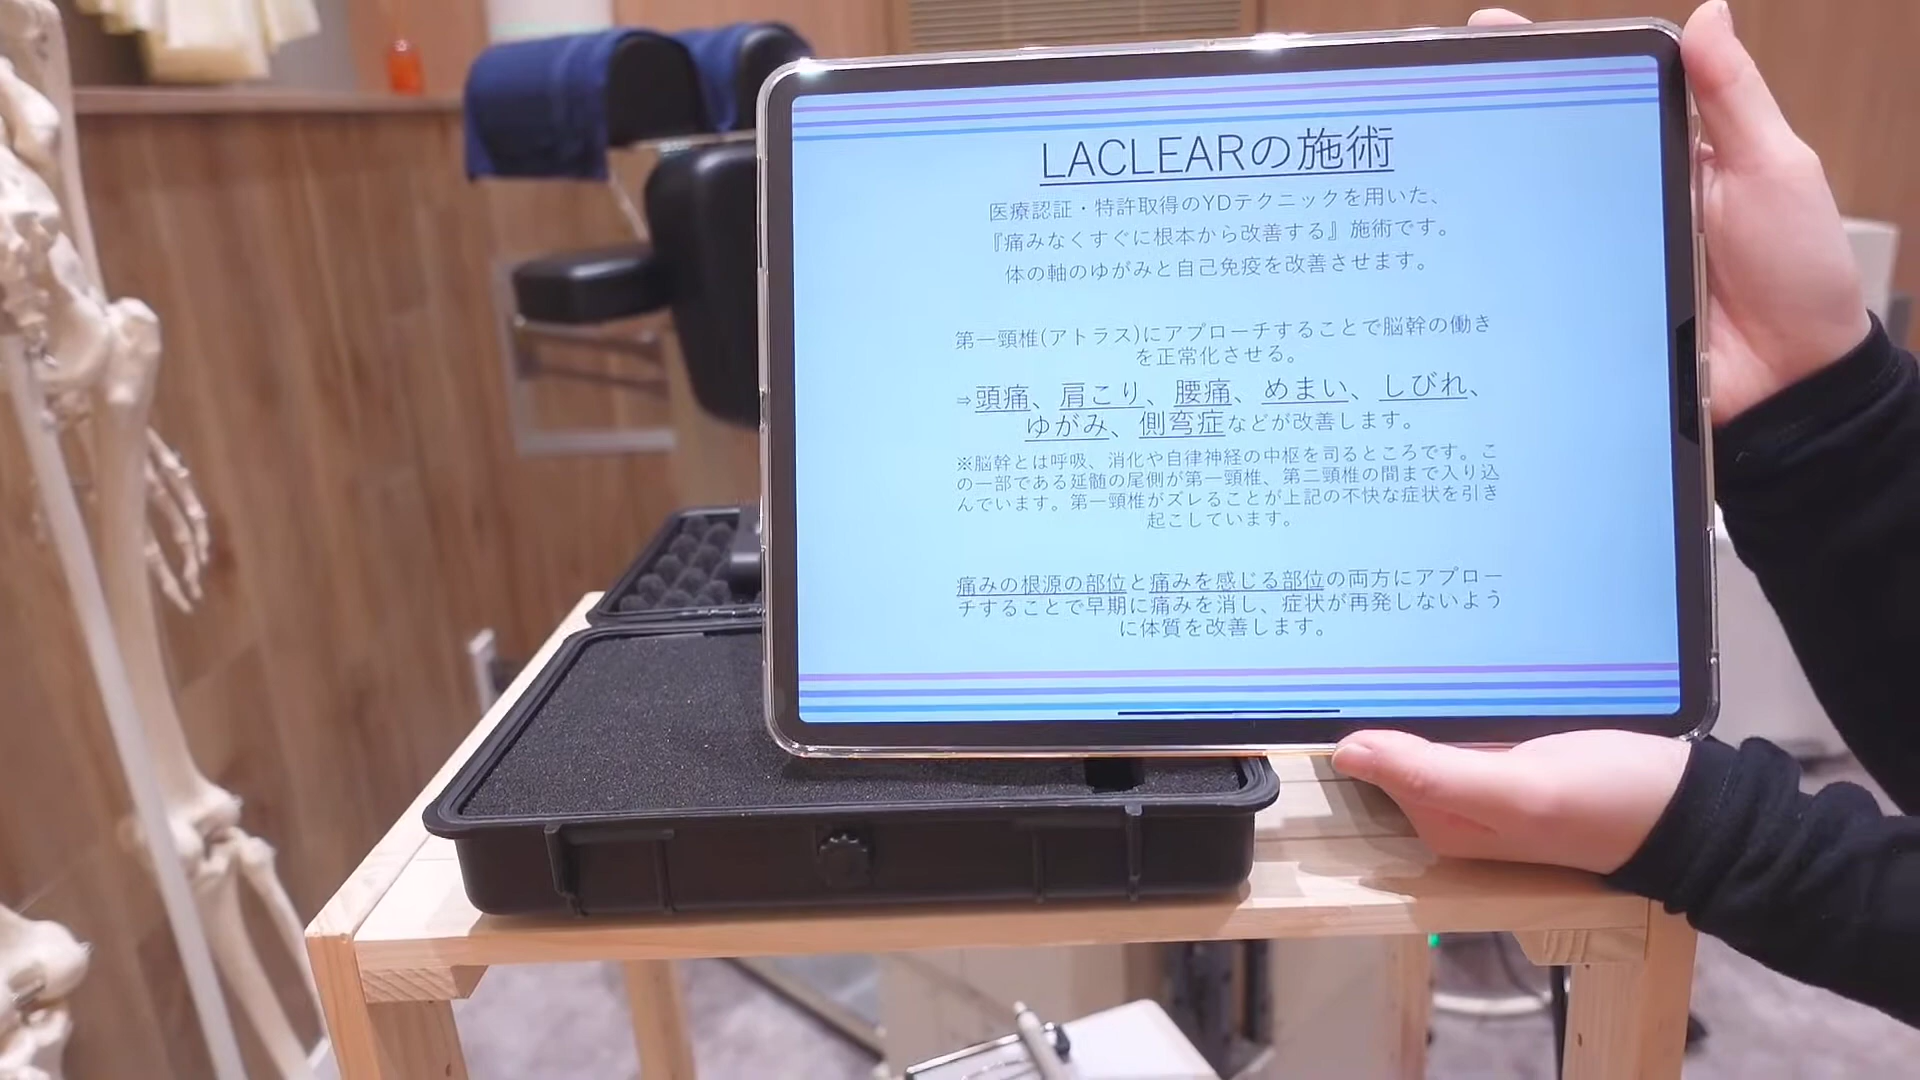 LACLEARの施術
医療認証・特許取得のYDテクニックを用いた、
『痛みなくすぐに根本から改善する』施術です。
体の軸のゆがみと自己免疫を改善させます。
第一頸椎(アトラス)にアプローチすることで脳幹の働き
を正常化させる。
⇒頭痛、肩こり、腰痛、めまい、しびれ、
ゆがみ、側弯症などが改善します。
※脳幹とは呼吸、消化や自律神経の中枢を司るところです。こ
の一部である延髄の尾側が第一頸椎、第二頸椎の間まで入り込
んでいます。第一頸椎がズレることが上記の不快な症状を引き
起こしています。
痛みの根源の部位と痛みを感じる部位の両方にアプロー
チすることで早期に痛みを消し、症状が再発しないよう
に体質を改善します。